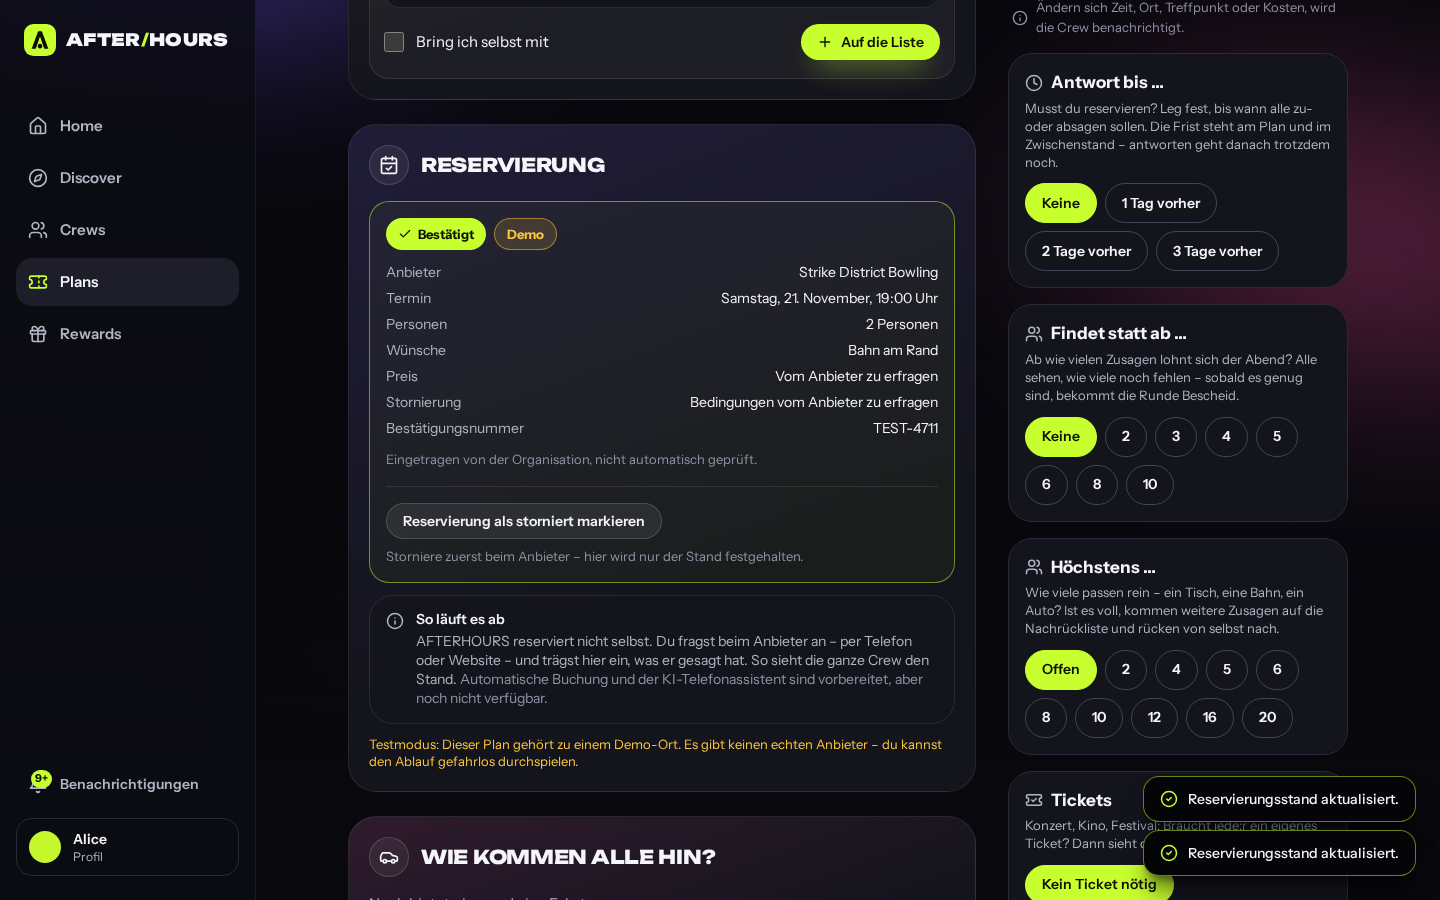 AFTER/HOURS
Home
Discover
Crews
Plans
Rewards
9+
Benachrichtigungen
Alice
Profil
Bring ich selbst mit
Auf die Liste
RESERVIERUNG
Bestätigt
Demo
Anbieter
Strike District Bowling
Termin
Samstag, 21. November, 19:00 Uhr
Personen
2 Personen
Wünsche
Bahn am Rand
Preis
Vom Anbieter zu erfragen
Stornierung
Bedingungen vom Anbieter zu erfragen
Bestätigungsnummer
TEST-4711
Eingetragen von der Organisation, nicht automatisch geprüft.
Reservierung als storniert markieren
Storniere zuerst beim Anbieter – hier wird nur der Stand festgehalten.
So läuft es ab
AFTERHOURS reserviert nicht selbst. Du fragst beim Anbieter an – per Telefon
oder Website – und trägst hier ein, was er gesagt hat. So sieht die ganze Crew den
Stand. Automatische Buchung und der KI-Telefonassistent sind vorbereitet, aber
noch nicht verfügbar.
Testmodus: Dieser Plan gehört zu einem Demo-Ort. Es gibt keinen echten Anbieter – du kannst
den Ablauf gefahrlos durchspielen.
WIE KOMMEN ALLE HIN?
Ändern sich Zeit, Ort, Treffpunkt oder Kosten, wird
die Crew benachrichtigt.
Antwort bis ...
Musst du reservieren? Leg fest, bis wann alle zu-
oder absagen sollen. Die Frist steht am Plan und im
Zwischenstand – antworten geht danach trotzdem
noch.
Keine
1 Tag vorher
2 Tage vorher
3 Tage vorher
Findet statt ab ...
Ab wie vielen Zusagen lohnt sich der Abend? Alle
sehen, wie viele noch fehlen – sobald es genug
sind, bekommt die Runde Bescheid.
Keine
2
3
4
5
6
8
10
Höchstens ...
Wie viele passen rein – ein Tisch, eine Bahn, ein
Auto? Ist es voll, kommen weitere Zusagen auf die
Nachrückliste und rücken von selbst nach.
Offen
2
4
5
6
8
10
12
16
20
Tickets
Konzert, Kino, Festival: Braucht jede:r ein eigenes
Ticket? Dann sieht
Kein Ticket nötig
Reservierungsstand aktualisiert.
Reservierungsstand aktualisiert.